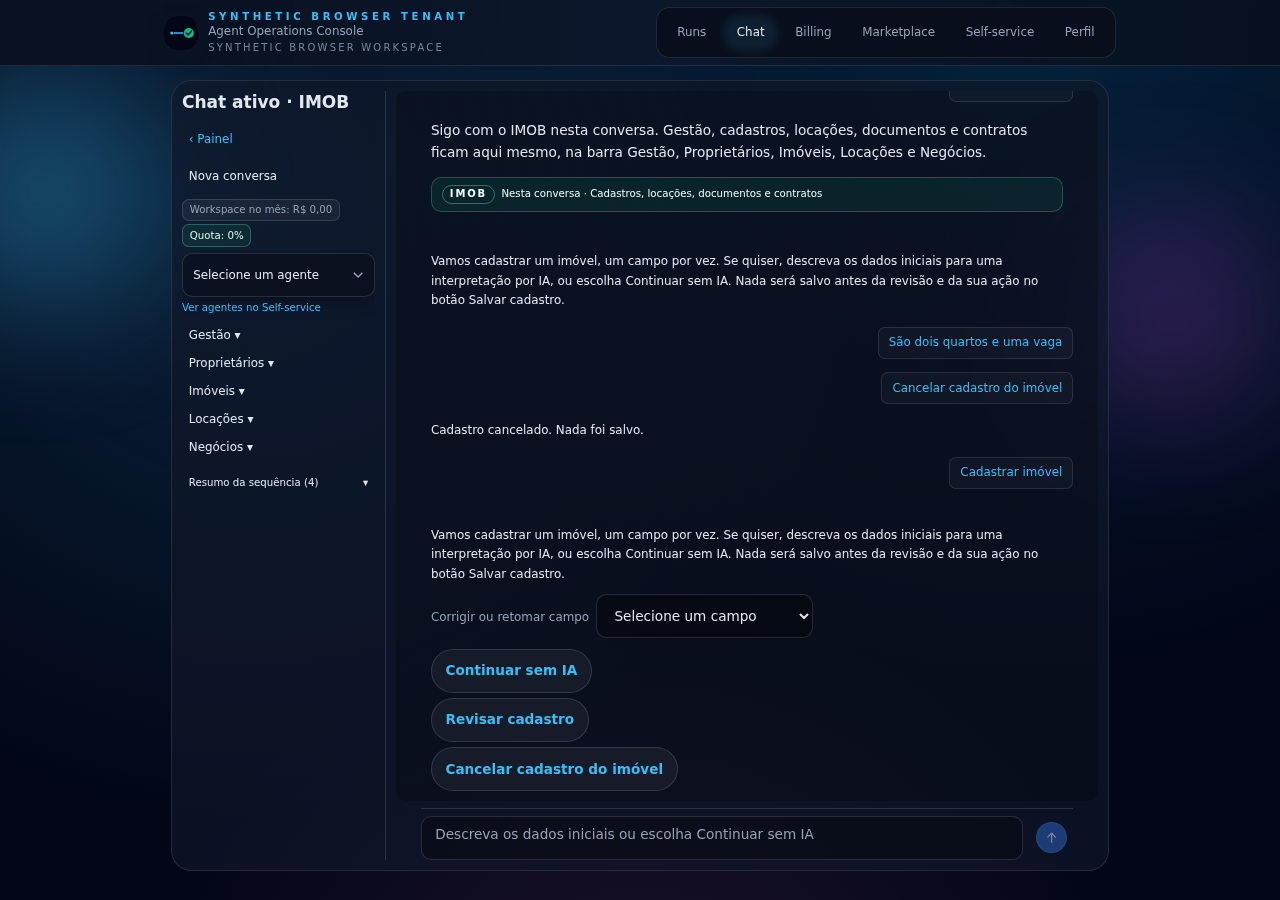 SYNTHETIC BROWSER TENANT
Agent Operations Console
SYNTHETIC BROWSER WORKSPACE
Runs
Chat
Billing
Marketplace
Self-service
Perfil
Chat ativo · IMOB
‹ Painel
Nova conversa
Workspace no mês: R$ 0,00
Quota: 0%
Selecione um agente
Ver agentes no Self-service
Gestão ▾
Proprietários ▾
Imóveis ▾
Locações ▾
Negócios ▾
Resumo da sequência (4) ▾
Sigo com o IMOB nesta conversa. Gestão, cadastros, locações, documentos e contratos
ficam aqui mesmo, na barra Gestão, Proprietários, Imóveis, Locações e Negócios.
IMOB Nesta conversa · Cadastros, locações, documentos e contratos
Vamos cadastrar um imóvel, um campo por vez. Se quiser, descreva os dados iniciais para uma
interpretação por IA, ou escolha Continuar sem IA. Nada será salvo antes da revisão e da sua ação no
botão Salvar cadastro.
São dois quartos e uma vaga
Cancelar cadastro do imóvel
Cadastro cancelado. Nada foi salvo.
Cadastrar imóvel
Vamos cadastrar um imóvel, um campo por vez. Se quiser, descreva os dados iniciais para uma
interpretação por IA, ou escolha Continuar sem IA. Nada será salvo antes da revisão e da sua ação no
botão Salvar cadastro.
Corrigir ou retomar campo
Selecione um campo
Continuar sem IA
Revisar cadastro
Cancelar cadastro do imóvel
Descreva os dados iniciais ou escolha Continuar sem IA